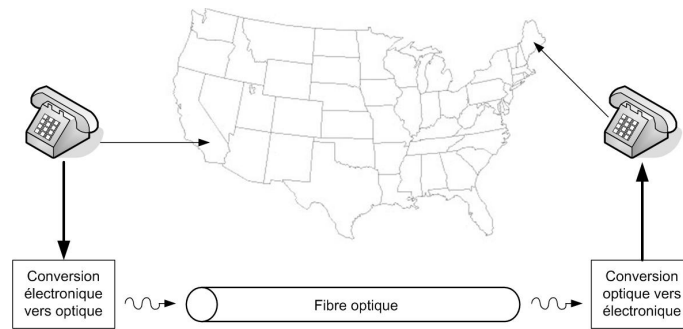 Conversion
électronique
vers optique
Fibre optique
Conversion
optique vers
électronique